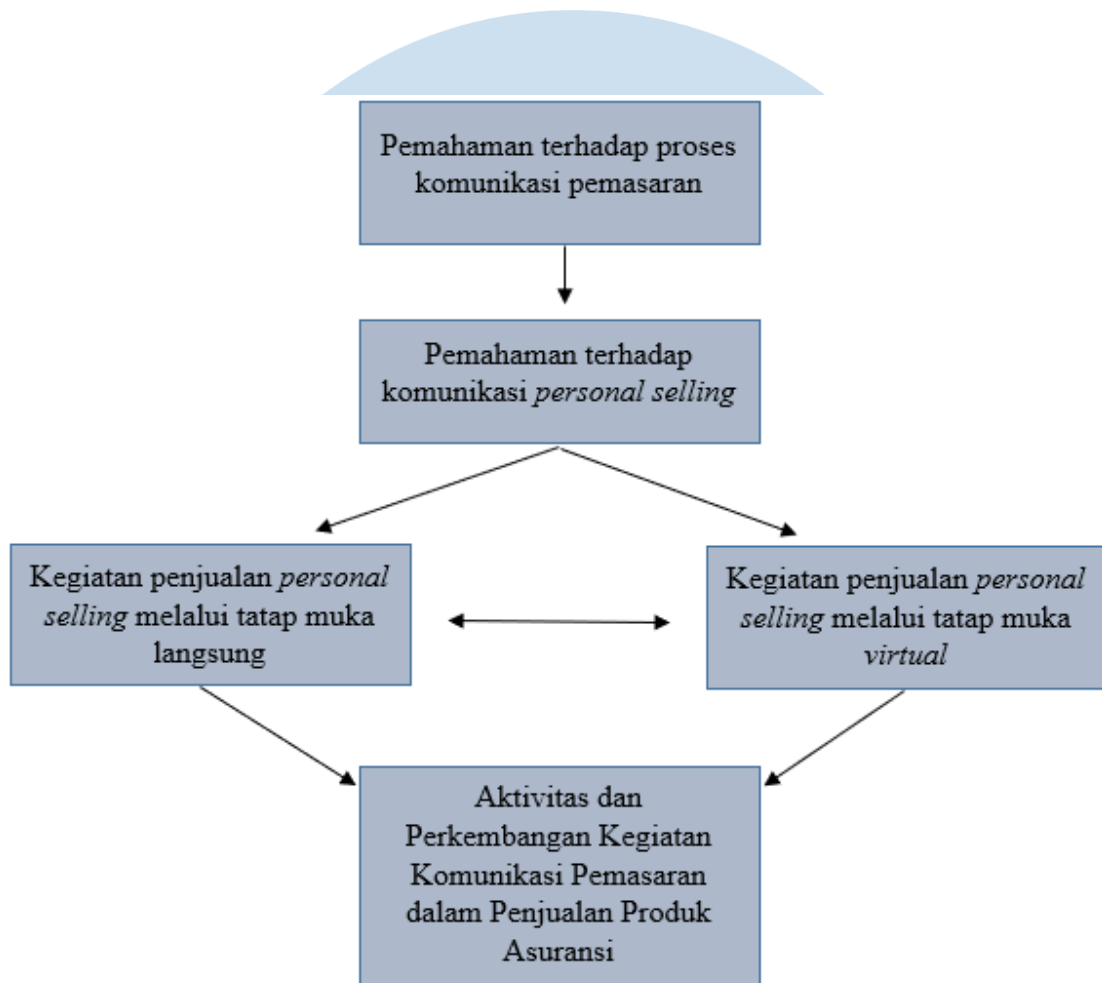 Pemahaman terhadap proses
komunikasi pemasaran
Pemahaman terhadap
komunikasi personal selling
Kegiatan penjualan personal
selling melalui tatap muka
langsung
Kegiatan penjualan personal
selling melalui tatap muka
virtual
Aktivitas dan
Perkembangan Kegiatan
Komunikasi Pemasaran
dalam Penjualan Produk
Asuransi